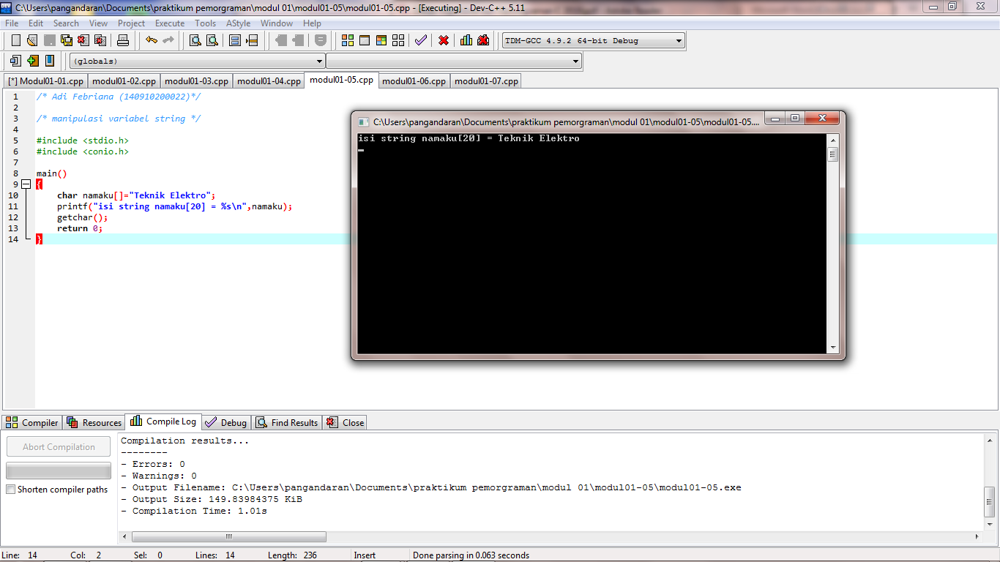 C:\Users\pangandaran\Documents\praktikum pemorgraman\modul 01\modul01-05\modul01-05.cpp - [Executing] - Dev-C++ 5.11
File Edit Search View Project Execute Tools AStyle Window Help
TDM-GCC 4.9.2 64-bit Debug
(globals)
[*] Modul01-01.cpp modul01-02.cpp modul01-03.cpp modul01-04.cpp modul01-05.cpp modul01-06.cpp modul01-07.cpp
1 /* Adi Febriana (140910200022)*/
2
3 /* manipulasi variabel string */
4
5 #include <stdio.h>
6 #include <conio.h>
7
8 main()
9 {
10 char namaku[]="Teknik Elektro";
11 printf("isi string namaku[20] = %s\n",namaku);
12 getchar();
13 return 0;
14 }
C:\Users\pangandaran\Documents\praktikum pemorgraman\modul 01\modul01-05\modul01-05....
isi string namaku[20] = Teknik Elektro
Compiler Resources Compile Log Debug Find Results Close
Abort Compilation
Shorten compiler paths
Compilation results...
--------
- Errors: 0
- Warnings: 0
- Output Filename: C:\Users\pangandaran\Documents\praktikum pemorgraman\modul 01\modul01-05\modul01-05.exe
- Output Size: 149.83984375 KiB
- Compilation Time: 1.01s
Line: 14 Col: 2 Sel: 0 Lines: 14 Length: 236 Insert Done parsing in 0.063 seconds